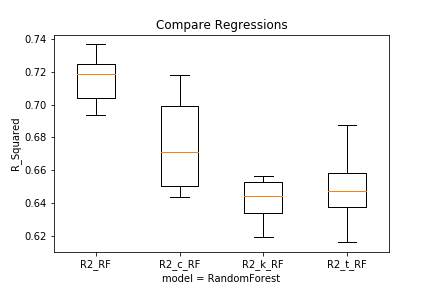 Compare Regressions
R_Squared
0.74
0.72
0.70
0.68
0.66
0.64
0.62
R2_RF R2_c_RF R2_k_RF R2_t_RF
model = RandomForest